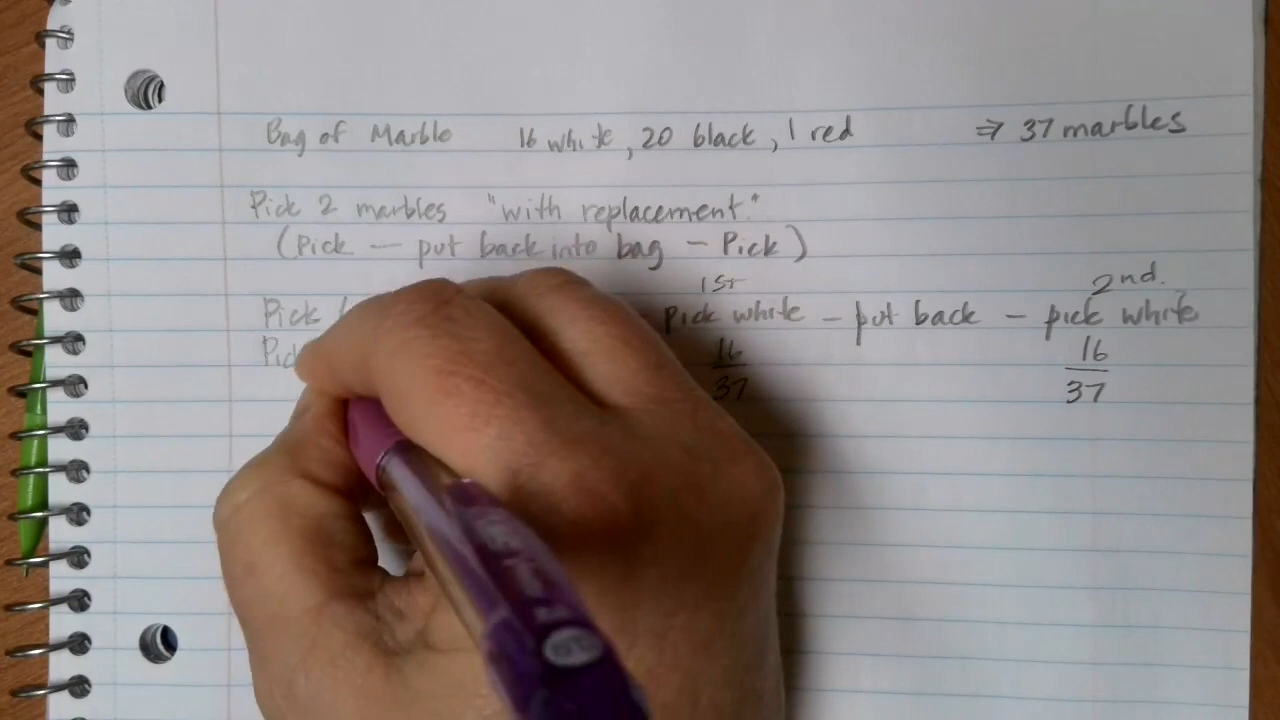 Bag of Marble 16 white, 20 black, 1 red ⇒ 37 marbles
Pick 2 marbles "with replacement."
(Pick — put back into bag — Pick)
1st 2nd.
Pick — Pick white — put back — pick white
16 16
37 37